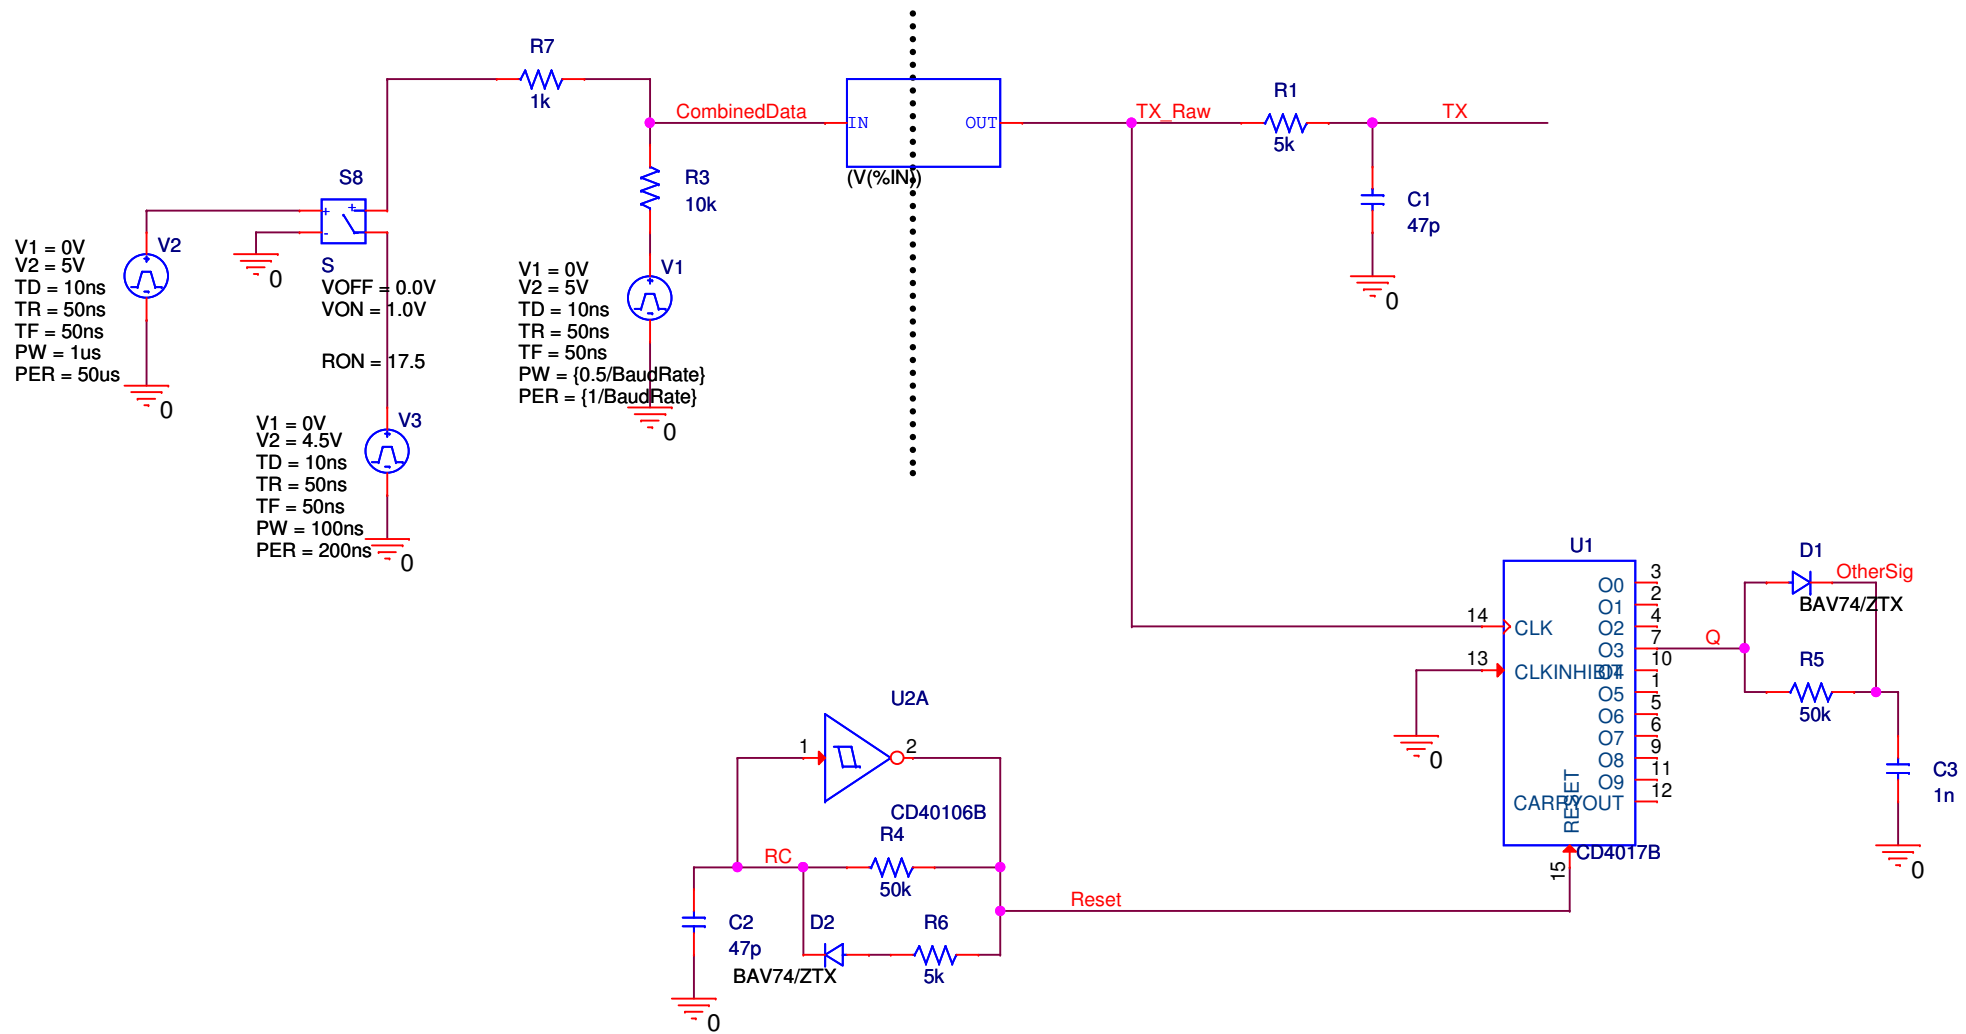 R7
1k
CombinedData
IN
OUT
(V(%IN))
TX_Raw
R1
5k
TX
C1
47p
0
S8
+
-
+
S
VOFF = 0.0V
VON = 1.0V
RON = 17.5
0
V2
V1 = 0V
V2 = 5V
TD = 10ns
TR = 50ns
TF = 50ns
PW = 1us
PER = 50us
0
R3
10k
V1
V1 = 0V
V2 = 5V
TD = 10ns
TR = 50ns
TF = 50ns
PW = {0.5/BaudRate}
PER = {1/BaudRate}
0
V3
V1 = 0V
V2 = 4.5V
TD = 10ns
TR = 50ns
TF = 50ns
PW = 100ns
PER = 200ns
0
U1
14
CLK
13
CLKINHIBIT
0
O0
3
O1
2
O2
4
O3
7
O4
10
O5
1
O6
5
O7
6
O8
9
O9
11
CARRYOUT
12
RESET
15
CD4017B
Q
D1
OtherSig
BAV74/ZTX
R5
50k
C3
1n
0
U2A
1
2
CD40106B
RC
R4
50k
Reset
C2
47p
D2
BAV74/ZTX
R6
5k
0